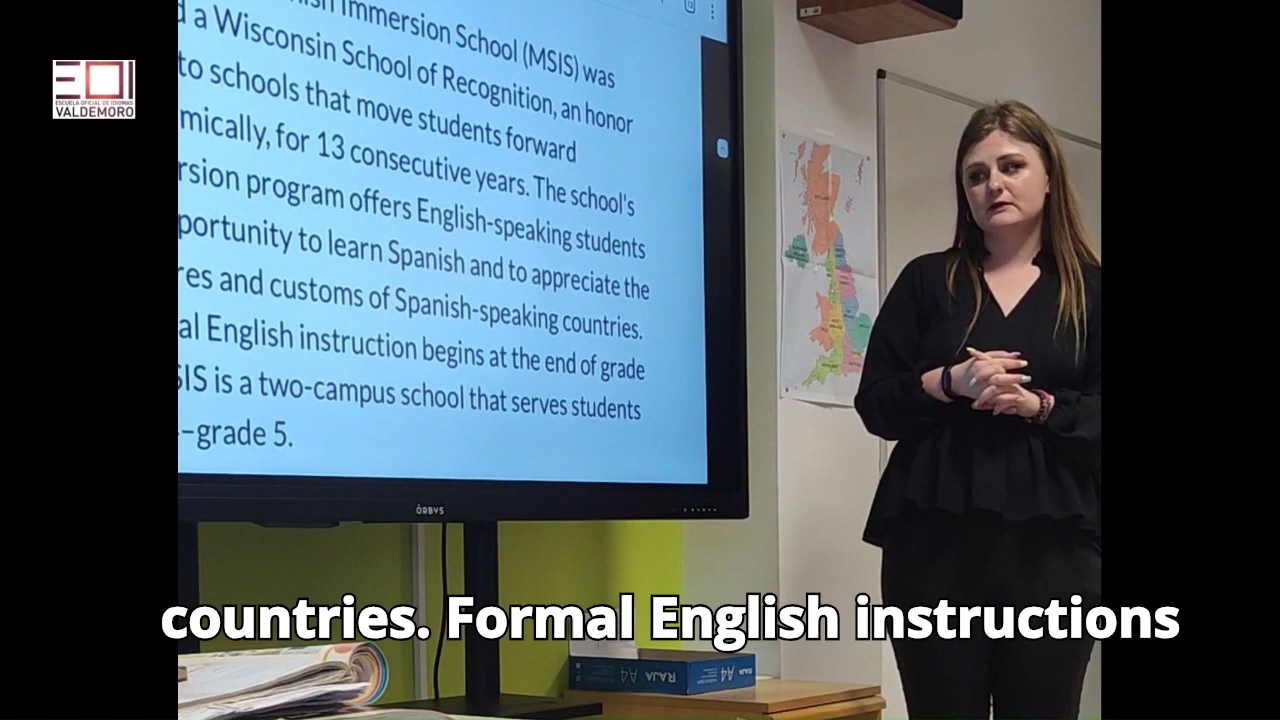 Immersion School (MSIS) was
a Wisconsin School of Recognition, an honor
to schools that move students forward
mically, for 13 consecutive years. The school's
rsion program offers English-speaking students
portunity to learn Spanish and to appreciate the
res and customs of Spanish-speaking countries.
al English instruction begins at the end of grade
SIS is a two-campus school that serves students
–grade 5.
EOI
ESCUELA OFICIAL DE IDIOMAS
VALDEMORO
ÖRBYS
countries. Formal English instructions
RAJA A4
RAJA A4